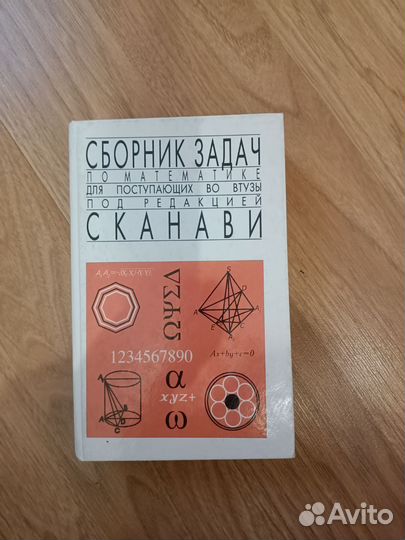 СБОРНИК ЗАДАЧ
ПО МАТЕМАТИКЕ
ДЛЯ ПОСТУПАЮЩИХ ВО ВТУЗЫ
ПОД РЕДАКЦИЕЙ
СКАНАВИ
ΩΨΣΔ
S
D
A
A
E
C
1234567890
Ax+by+c=0
α
xyz+
ω
A
B
A
D
C
Avito